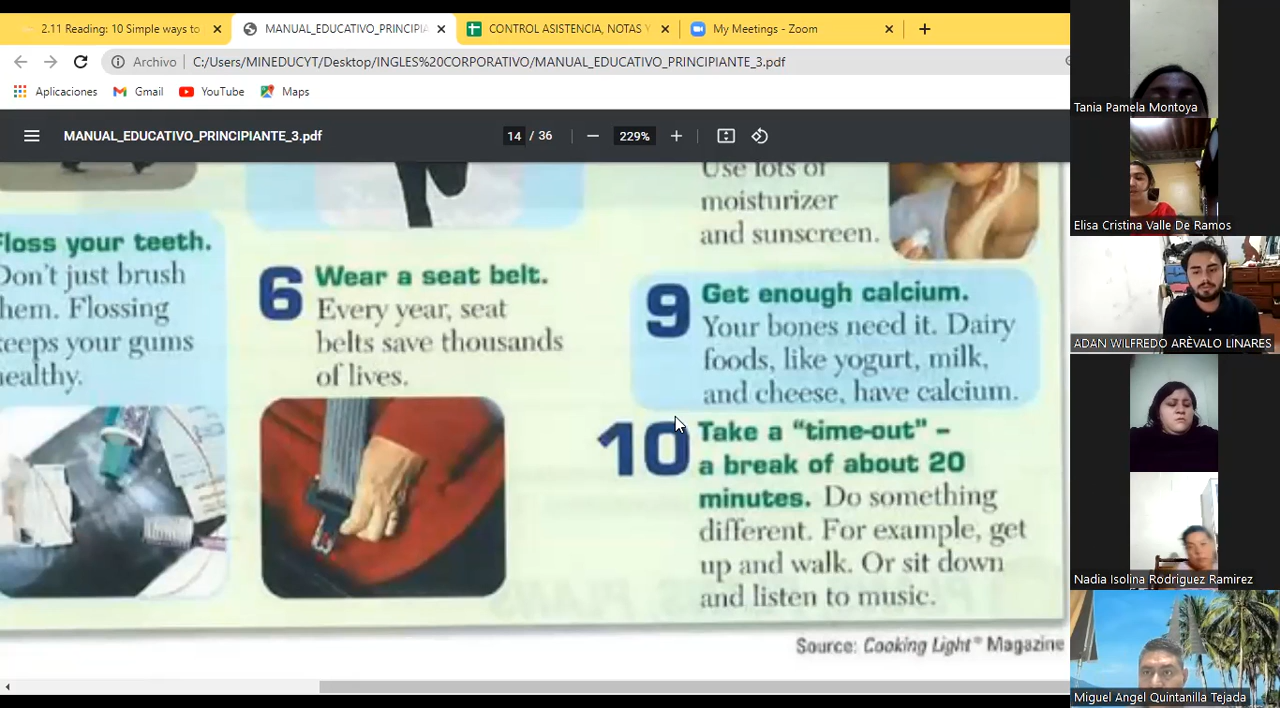 2.11 Reading: 10 Simple ways to
MANUAL_EDUCATIVO_PRINCIPIA
CONTROL ASISTENCIA, NOTAS Y
My Meetings - Zoom
Archivo
C:/Users/MINEDUCYT/Desktop/INGLES%20CORPORATIVO/MANUAL_EDUCATIVO_PRINCIPIANTE_3.pdf
Aplicaciones
Gmail
YouTube
Maps
MANUAL_EDUCATIVO_PRINCIPIANTE_3.pdf
14 / 36
229%
Floss your teeth.
Don't just brush
them. Flossing
keeps your gums
healthy.
6 Wear a seat belt.
Every year, seat
belts save thousands
of lives.
Use lots of
moisturizer
and sunscreen.
9 Get enough calcium.
Your bones need it. Dairy
foods, like yogurt, milk,
and cheese, have calcium.
10 Take a "time-out" –
a break of about 20
minutes. Do something
different. For example, get
up and walk. Or sit down
and listen to music.
Source: Cooking Light® Magazine
Tania Pamela Montoya
Elisa Cristina Valle De Ramos
ADAN WILFREDO ARÈVALO LINARES
Nadia Isolina Rodriguez Ramirez
Miguel Angel Quintanilla Tejada